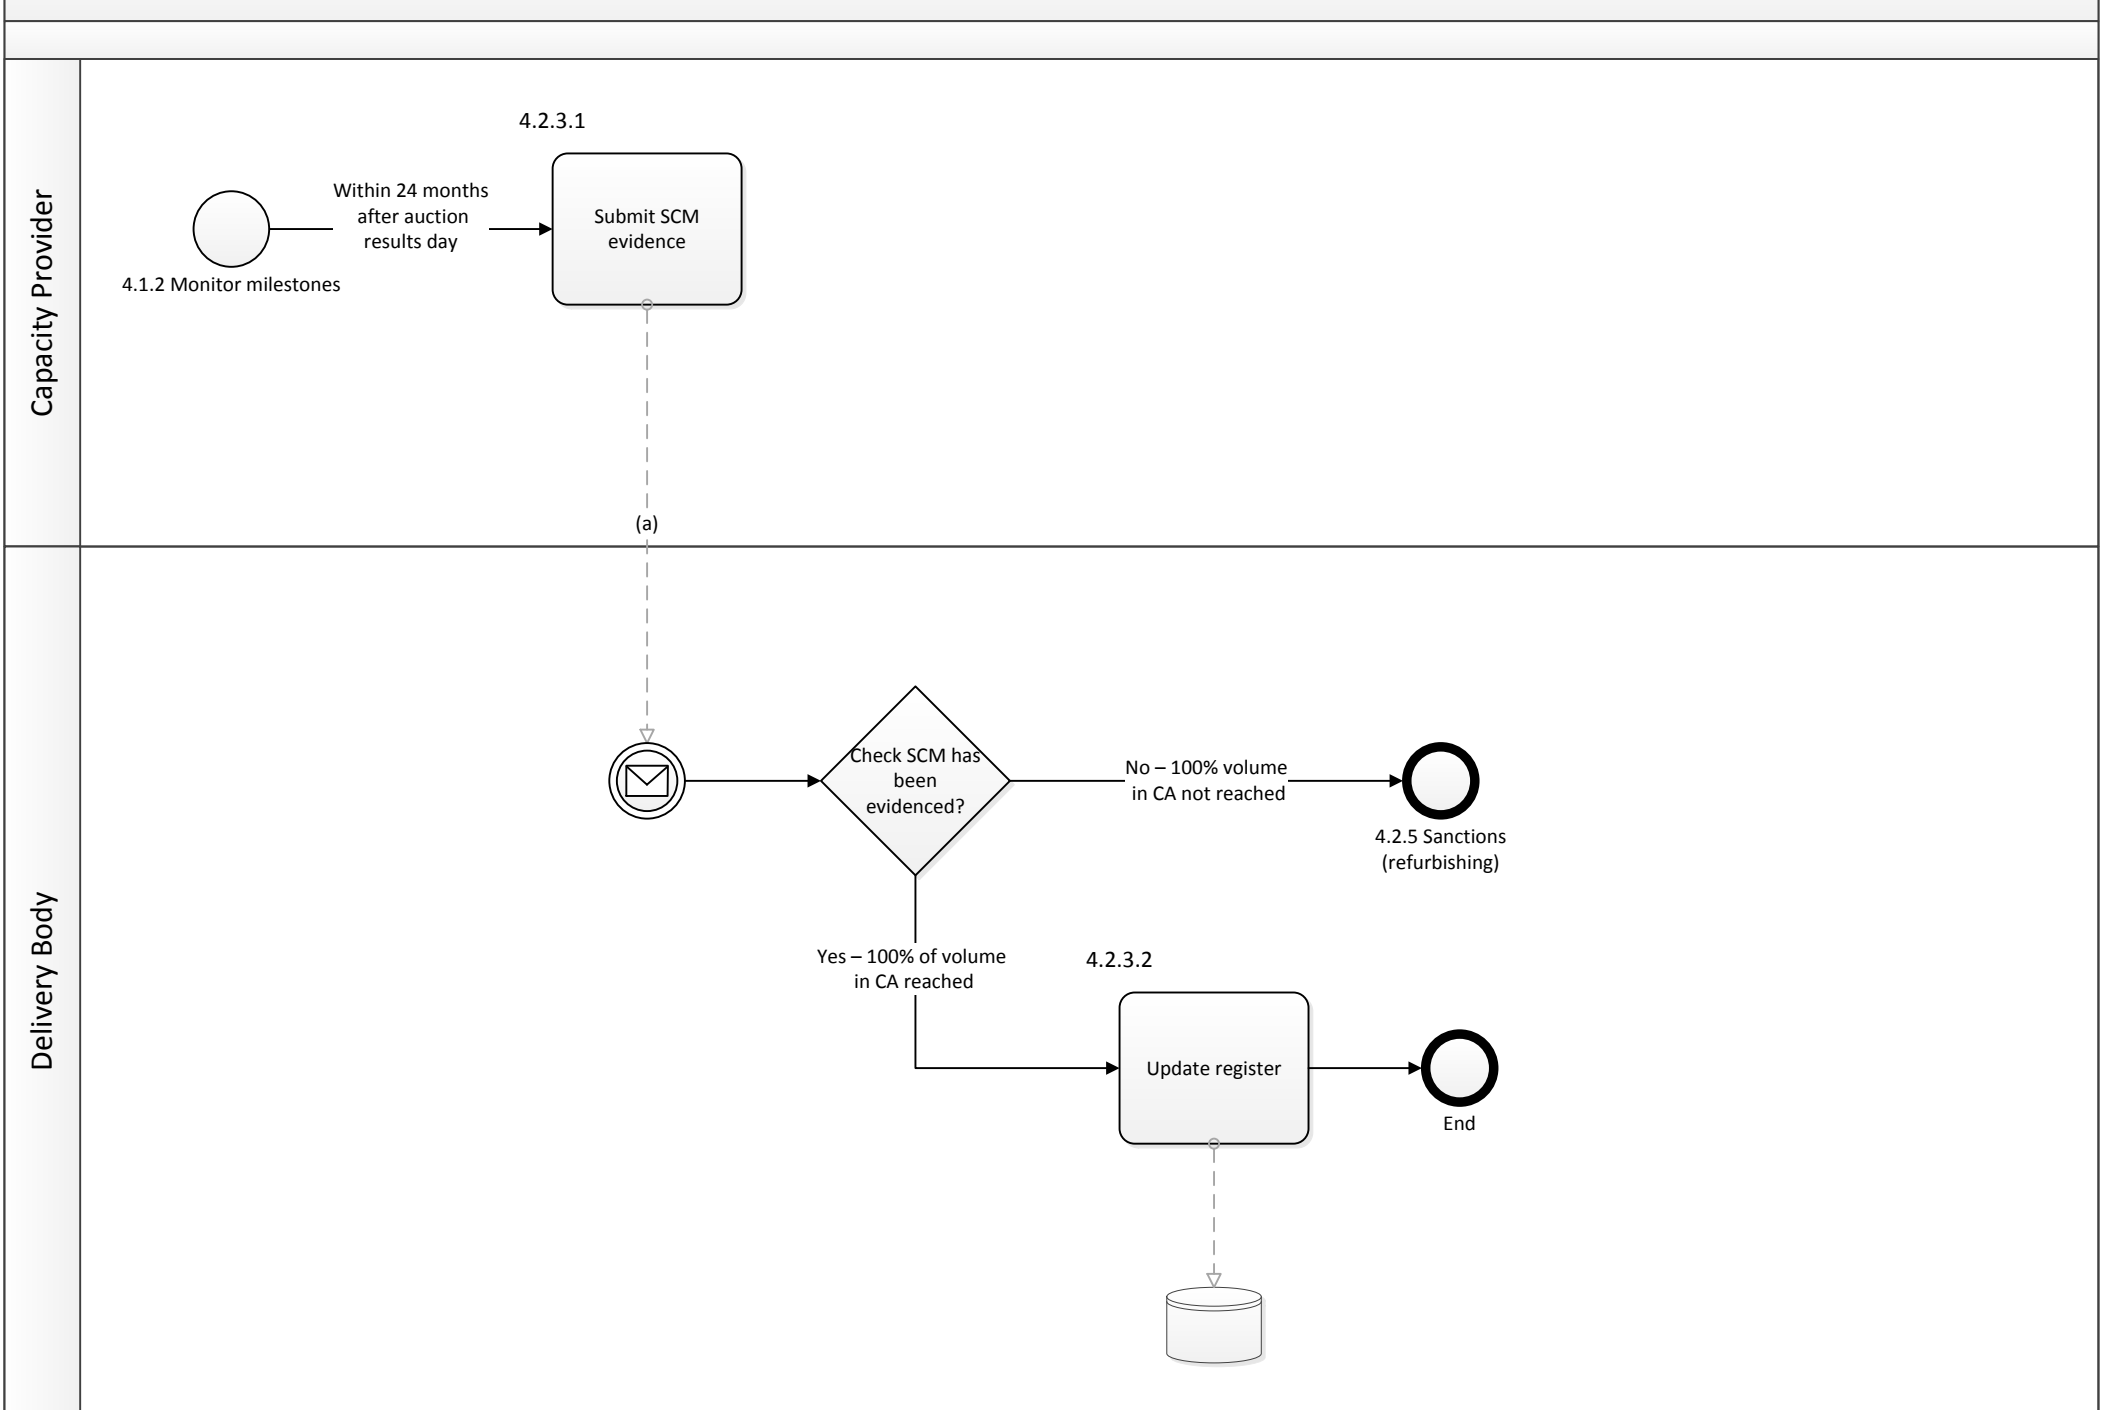 Capacity Provider
4.2.3.1
Within 24 months
after auction
results day
Submit SCM
evidence
4.1.2 Monitor milestones
(a)
Delivery Body
Check SCM has
been
evidenced?
No – 100% volume
in CA not reached
4.2.5 Sanctions
(refurbishing)
Yes – 100% of volume
in CA reached
4.2.3.2
Update register
End